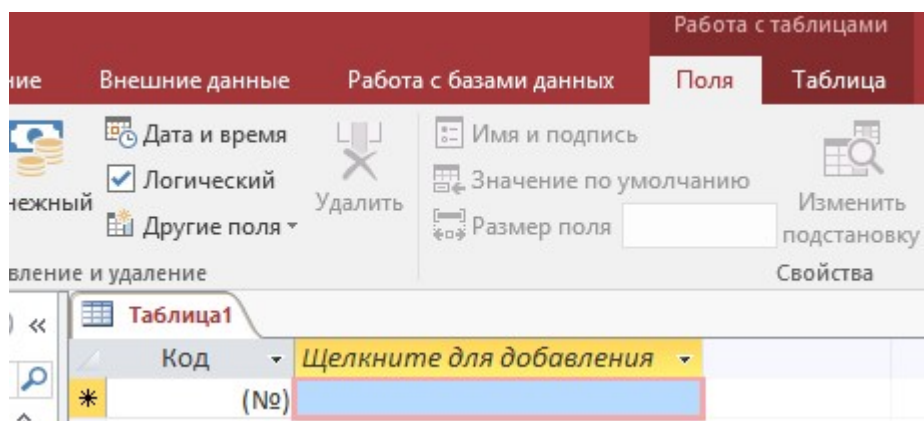 Работа с таблицами
Внешние данные Работа с базами данных Поля Таблица
Дата и время Имя и подпись
Логический Значение по умолчанию
Удалить Изменить
Другие поля Размер поля подстановку
и удаление Свойства
Таблица1
Код Щелкните для добавления
(№)